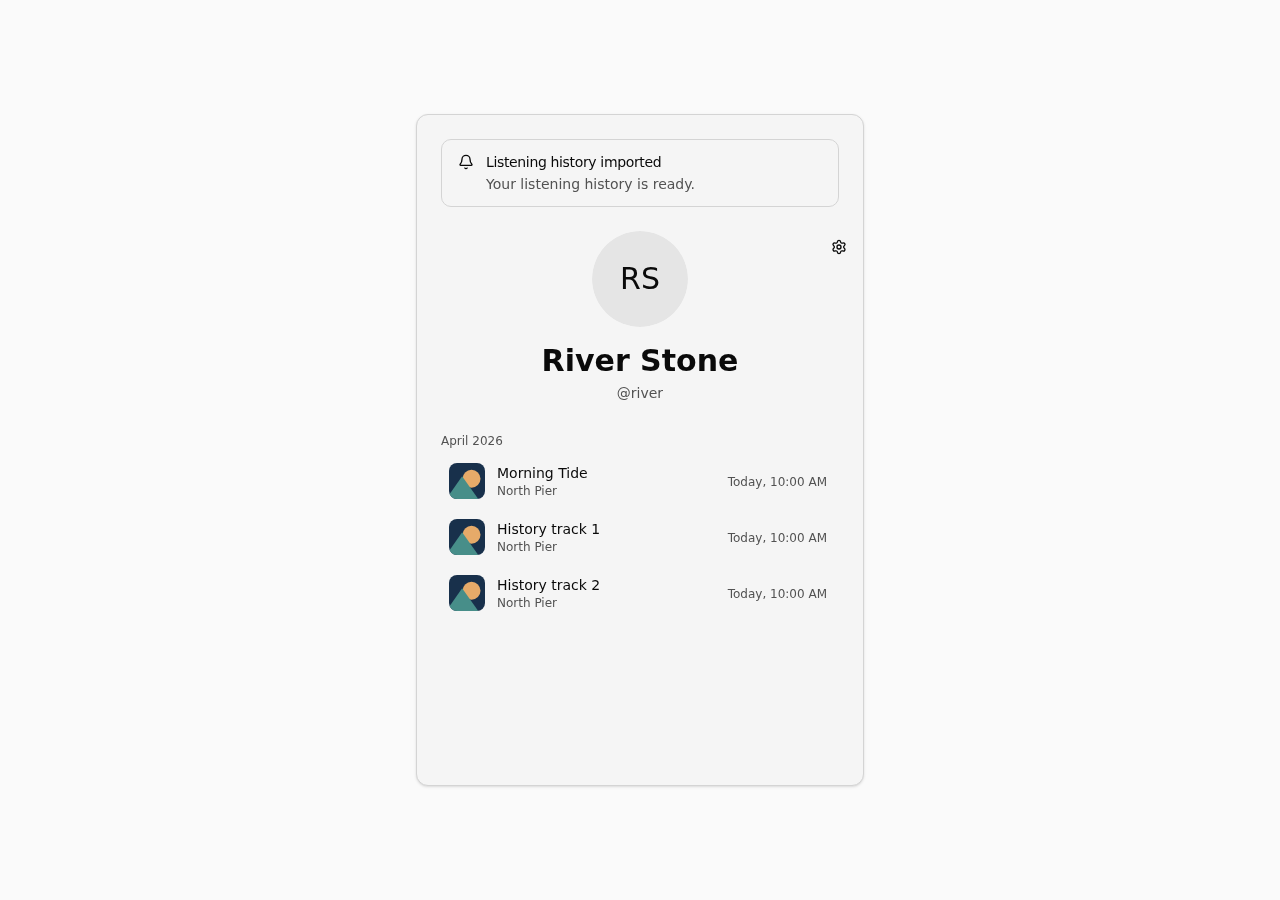 Listening history imported
Your listening history is ready.
RS
River Stone
@river
April 2026
Morning Tide
North Pier
Today, 10:00 AM
History track 1
North Pier
Today, 10:00 AM
History track 2
North Pier
Today, 10:00 AM